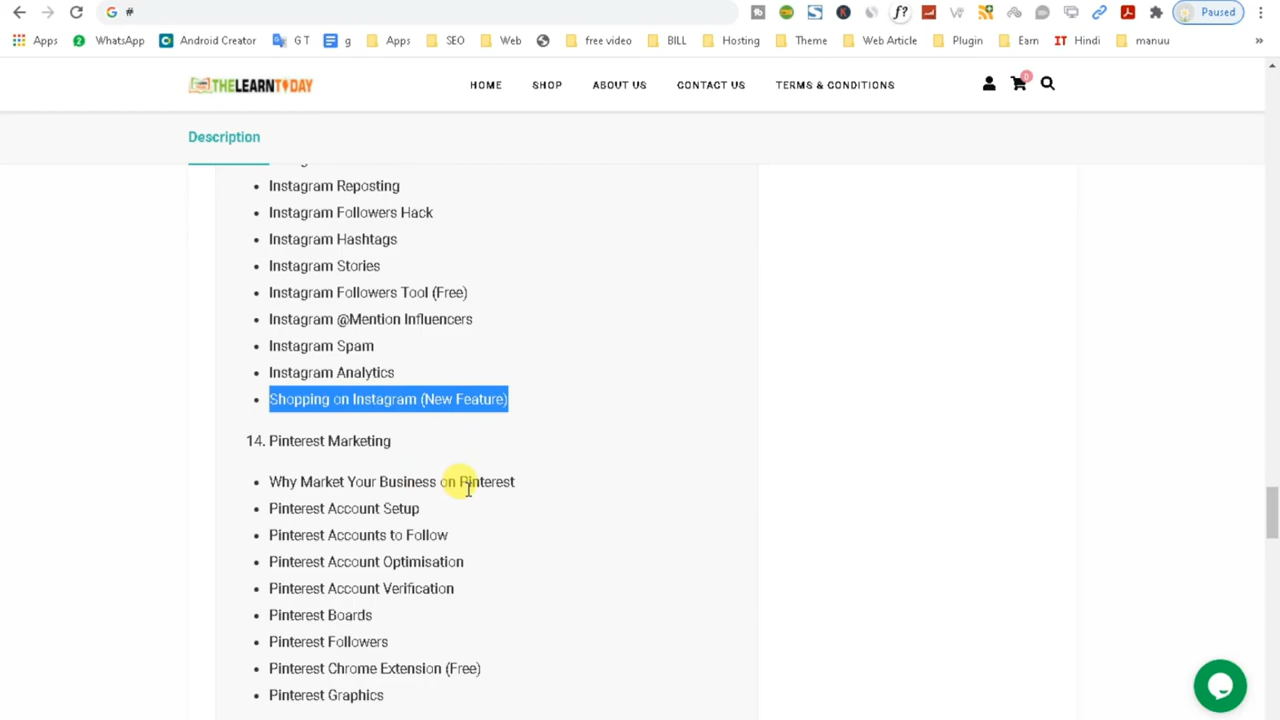 #
Paused
Apps
WhatsApp
Android Creator
G T
g
Apps
SEO
Web
free video
BILL
Hosting
Theme
Web Article
Plugin
Earn
IT Hindi
manuu
»
THELEARNTODAY
HOME
SHOP
ABOUT US
CONTACT US
TERMS & CONDITIONS
0
Description
• Instagram Reposting
• Instagram Followers Hack
• Instagram Hashtags
• Instagram Stories
• Instagram Followers Tool (Free)
• Instagram @Mention Influencers
• Instagram Spam
• Instagram Analytics
• Shopping on Instagram (New Feature)
14. Pinterest Marketing
• Why Market Your Business on Pinterest
• Pinterest Account Setup
• Pinterest Accounts to Follow
• Pinterest Account Optimisation
• Pinterest Account Verification
• Pinterest Boards
• Pinterest Followers
• Pinterest Chrome Extension (Free)
• Pinterest Graphics